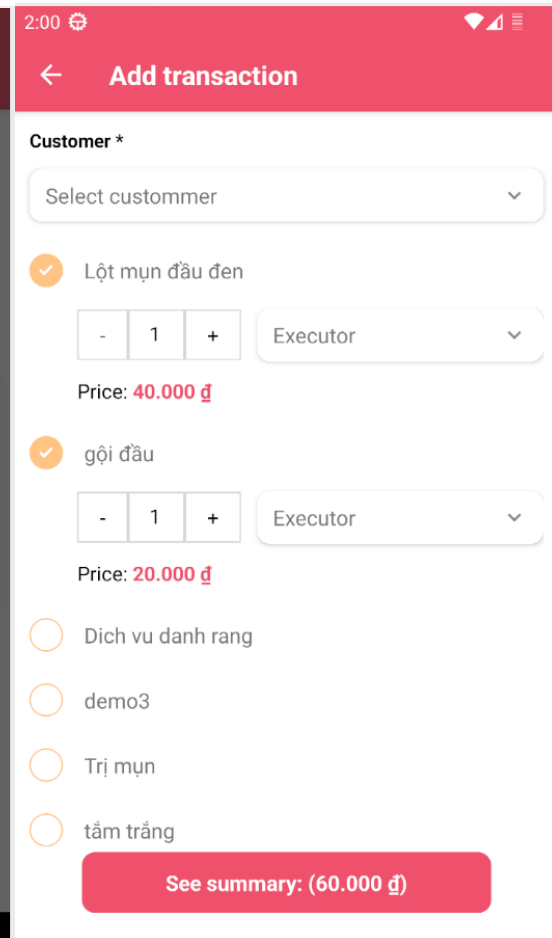 2:00
Add transaction
Customer *
Select custommer
Lột mụn đầu đen
- 1 + Executor
Price: 40.000 ₫
gội đầu
- 1 + Executor
Price: 20.000 ₫
Dich vu danh rang
demo3
Trị mụn
tắm trắng
See summary: (60.000 ₫)